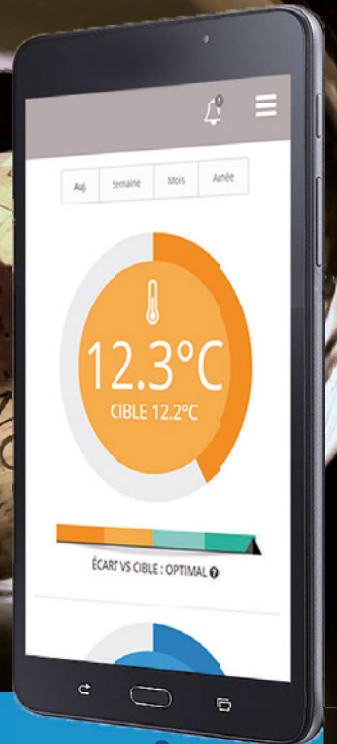 Auj. Semaine Mois Année
12.3°C
CIBLE 12.2°C
ÉCART VS CIBLE : OPTIMAL ?